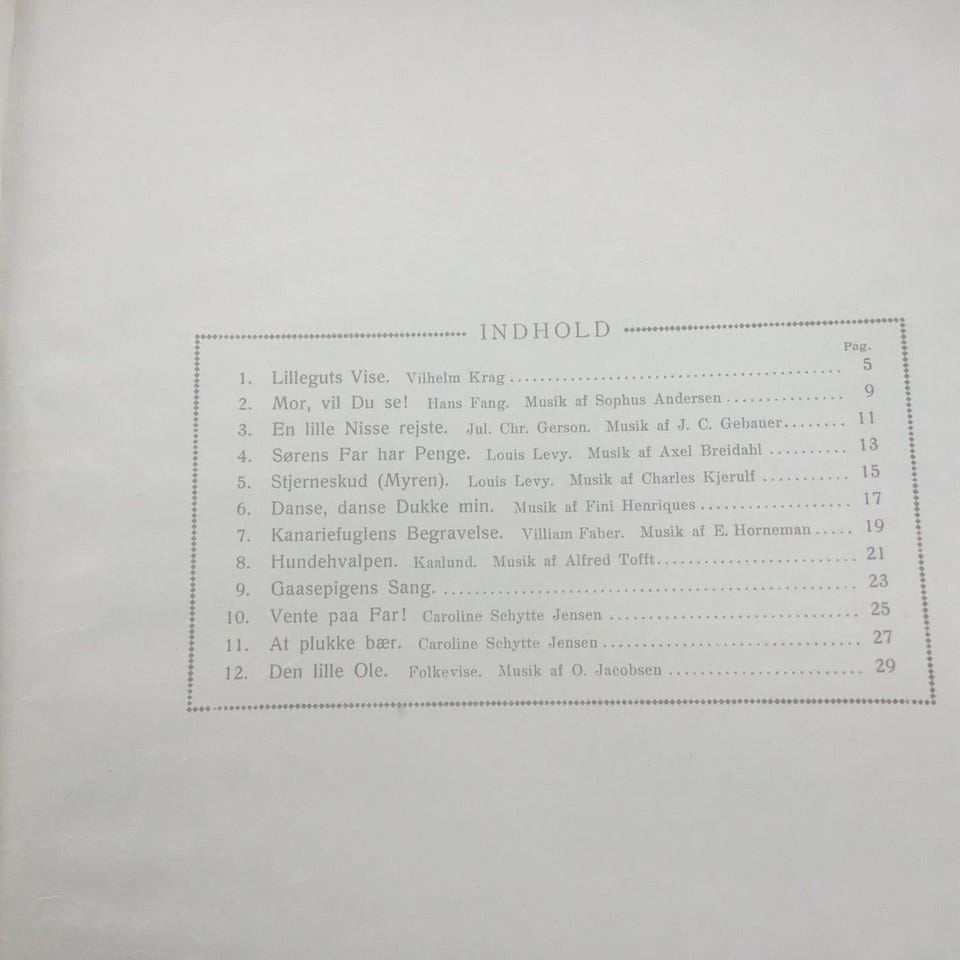 INDHOLD
Pag.
1. Lilleguts Vise. Vilhelm Krag 5
2. Mor, vil Du se! Hans Fang. Musik af Sophus Andersen 9
3. En lille Nisse rejste. Jul. Chr. Gerson. Musik af J. C. Gebauer 11
4. Sørens Far har Penge. Louis Levy. Musik af Axel Breidahl 13
5. Stjerneskud (Myren). Louis Levy. Musik af Charles Kjerulf 15
6. Danse, danse Dukke min. Musik af Fini Henriques 17
7. Kanariefuglens Begravelse. Villiam Faber. Musik af E. Horneman 19
8. Hundehvalpen. Kaalund. Musik af Alfred Tofft 21
9. Gaasepigens Sang. 23
10. Vente paa Far! Caroline Schytte Jensen 25
11. At plukke bær. Caroline Schytte Jensen 27
12. Den lille Ole. Folkevise. Musik af O. Jacobsen 29